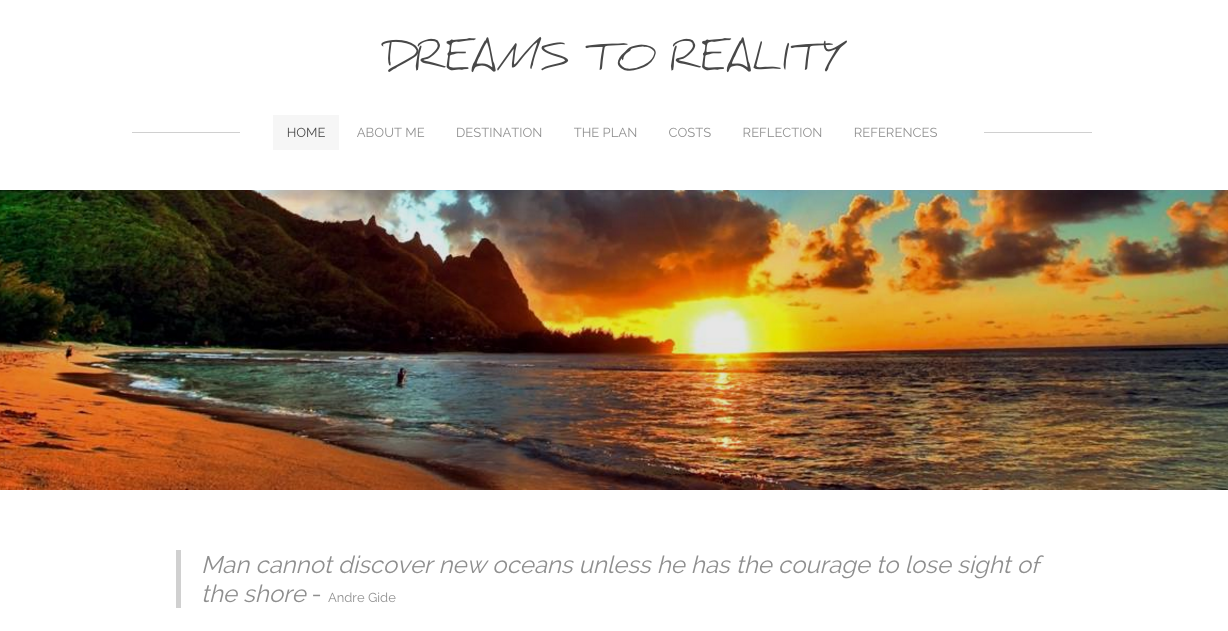 DREAMS TO REALITY
HOME ABOUT ME DESTINATION THE PLAN COSTS REFLECTION REFERENCES
Man cannot discover new oceans unless he has the courage to lose sight of
the shore - Andre Gide